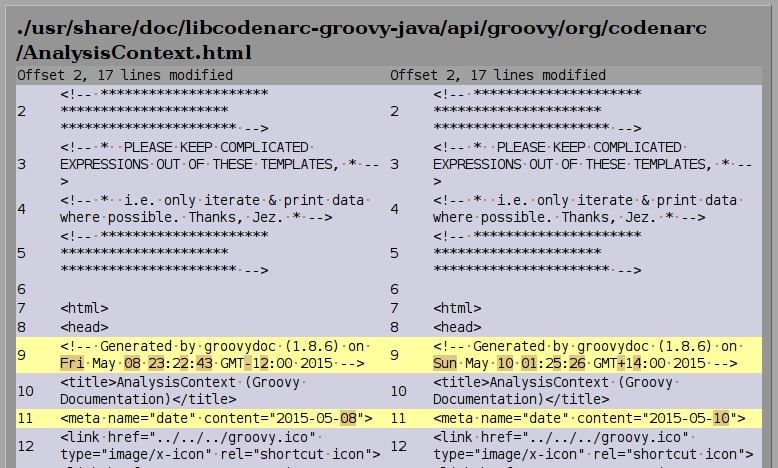 ./usr/share/doc/libcodenarc-groovy-java/api/groovy/org/codenarc
/AnalysisContext.html
Offset 2, 17 lines modified Offset 2, 17 lines modified
<!--·********************
2 ********************
*********************·-->
<!--·********************
2 ********************
*********************·-->
<!--·*··PLEASE·KEEP·COMPLICATED·
3 EXPRESSIONS·OUT·OF·THESE·TEMPLATES,·*·--
>
<!--·*··PLEASE·KEEP·COMPLICATED·
3 EXPRESSIONS·OUT·OF·THESE·TEMPLATES,·*·--
>
4 <!--·*··i.e.·only·iterate·&·print·data·
where·possible.·Thanks,·Jez.·*·-->
4 <!--·*··i.e.·only·iterate·&·print·data·
where·possible.·Thanks,·Jez.·*·-->
<!--·********************
5 ********************
*********************·-->
<!--·********************
5 ********************
*********************·-->
6 6
7 <html> 7 <html>
8 <head> 8 <head>
9 <!--·Generated·by·groovydoc·(1.8.6)·on·
Fri·May·08·23:22:43·GMT-12:00·2015·-->
9 <!--·Generated·by·groovydoc·(1.8.6)·on·
Sun·May·10·01:25:26·GMT+14:00·2015·-->
10 <title>AnalysisContext·(Groovy·
Documentation)</title>
10 <title>AnalysisContext·(Groovy·
Documentation)</title>
11 <meta·name="date"·content="2015-05-08">
11 <meta·name="date"·content="2015-05-10">
12 <link·href="../../../groovy.ico"·
type="image/x-icon"·rel="shortcut·icon">
12 <link·href="../../../groovy.ico"·
type="image/x-icon"·rel="shortcut·icon">